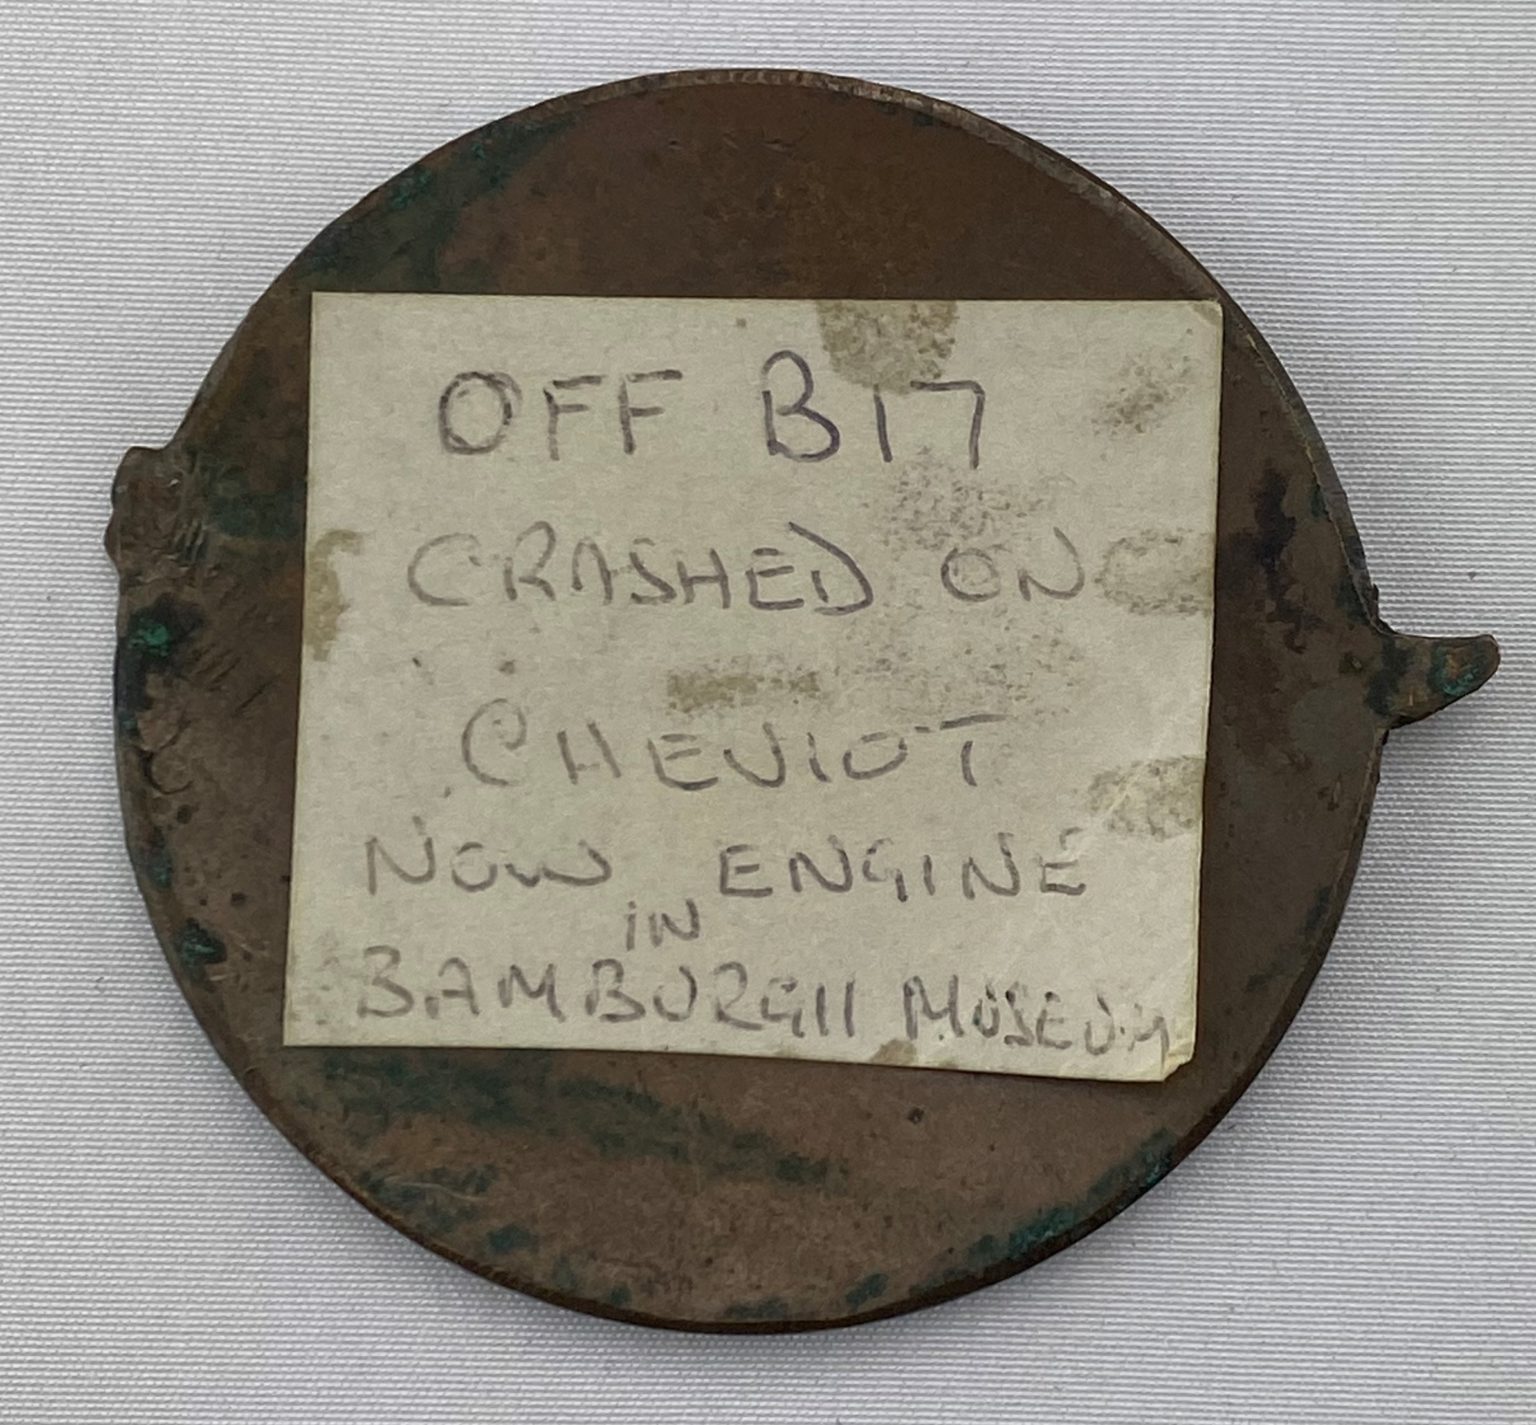 OFF B17
CRASHED ON
CHEVIOT
NOW ENGINE
IN
BAMBURGH MUSEUM